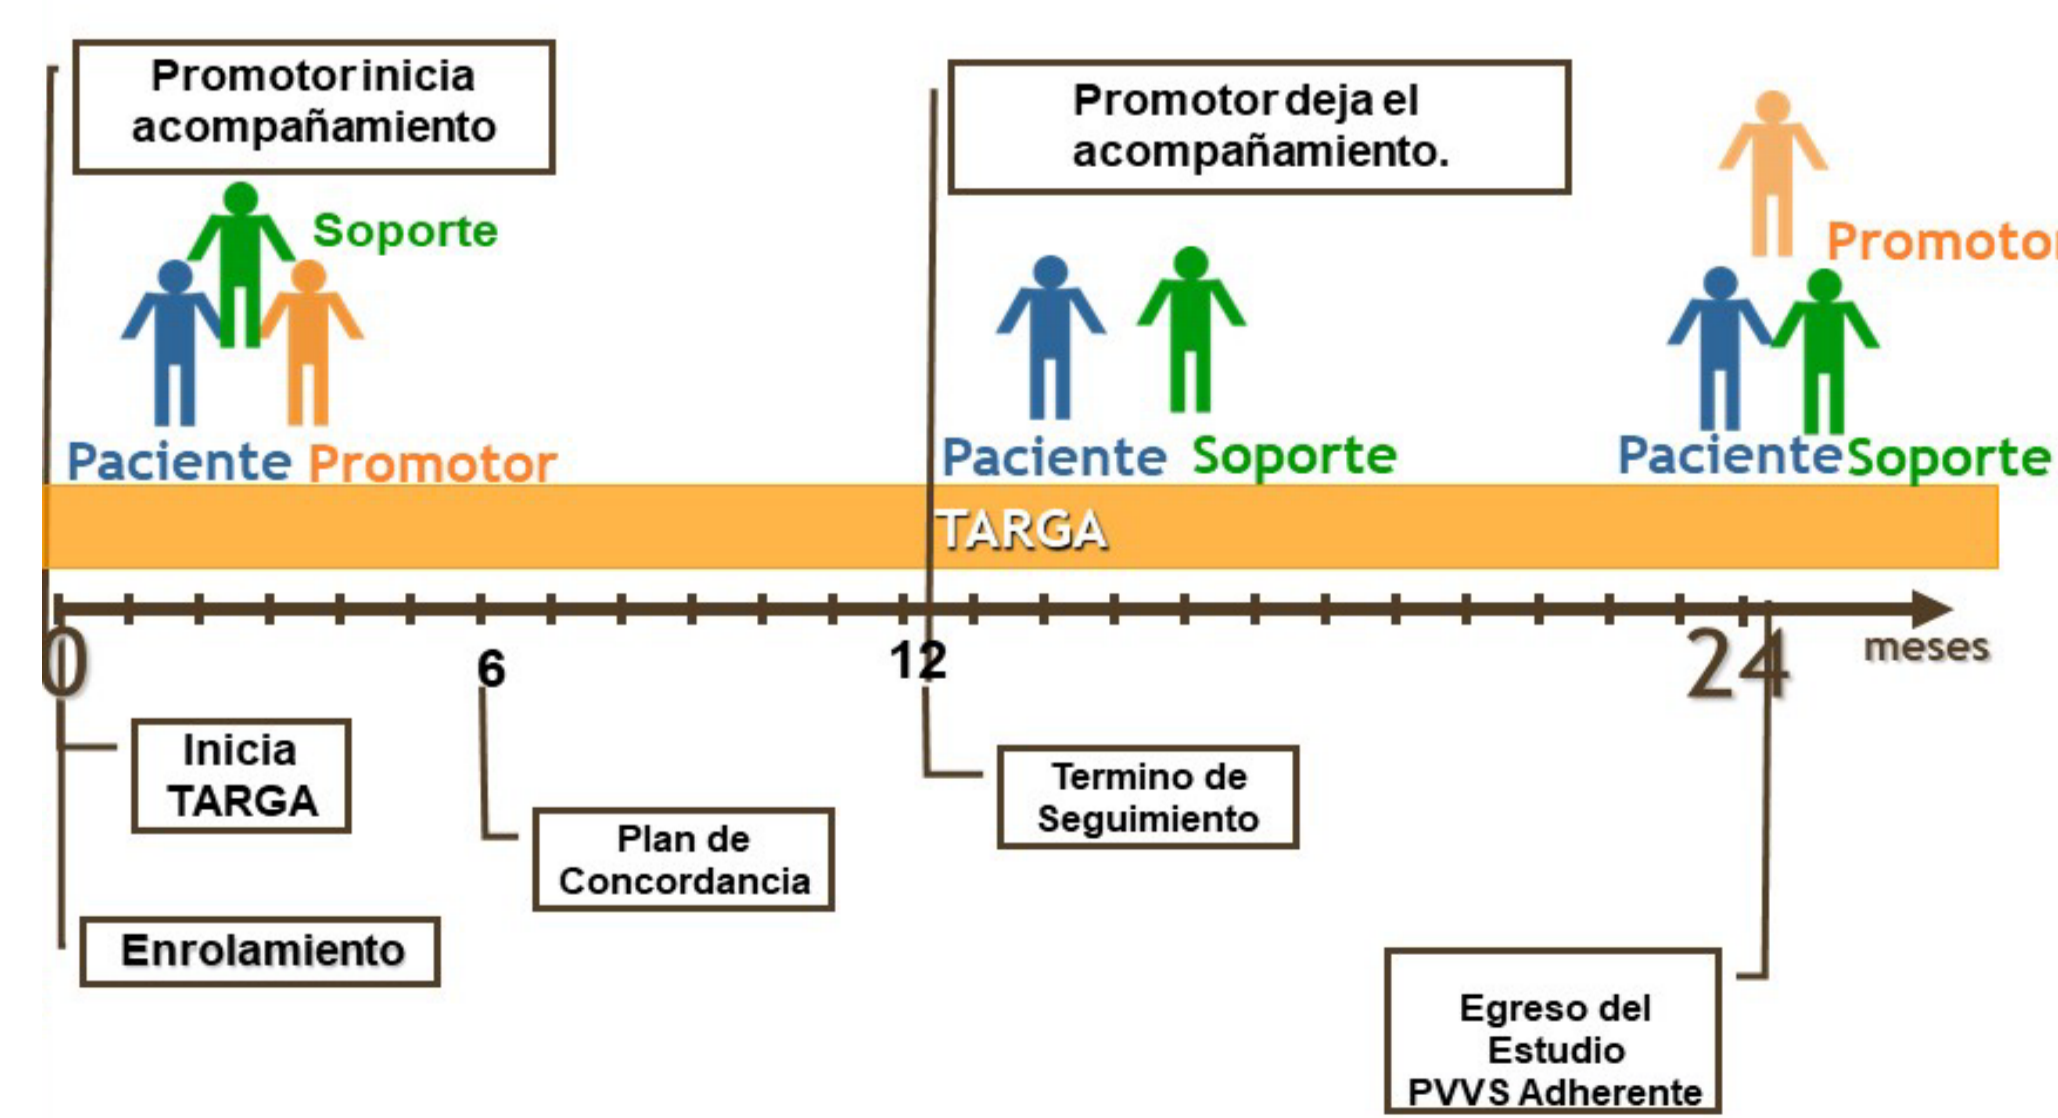 Promotor inicia
acompañamiento
Soporte
Paciente Promotor
Promotor deja el
acompañamiento.
Paciente Soporte
Promotor
Paciente Soporte
TARGA
0
6
12
24
meses
Inicia
TARGA
Enrolamiento
Plan de
Concordancia
Termino de
Seguimiento
Egreso del
Estudio
PVVS Adherente